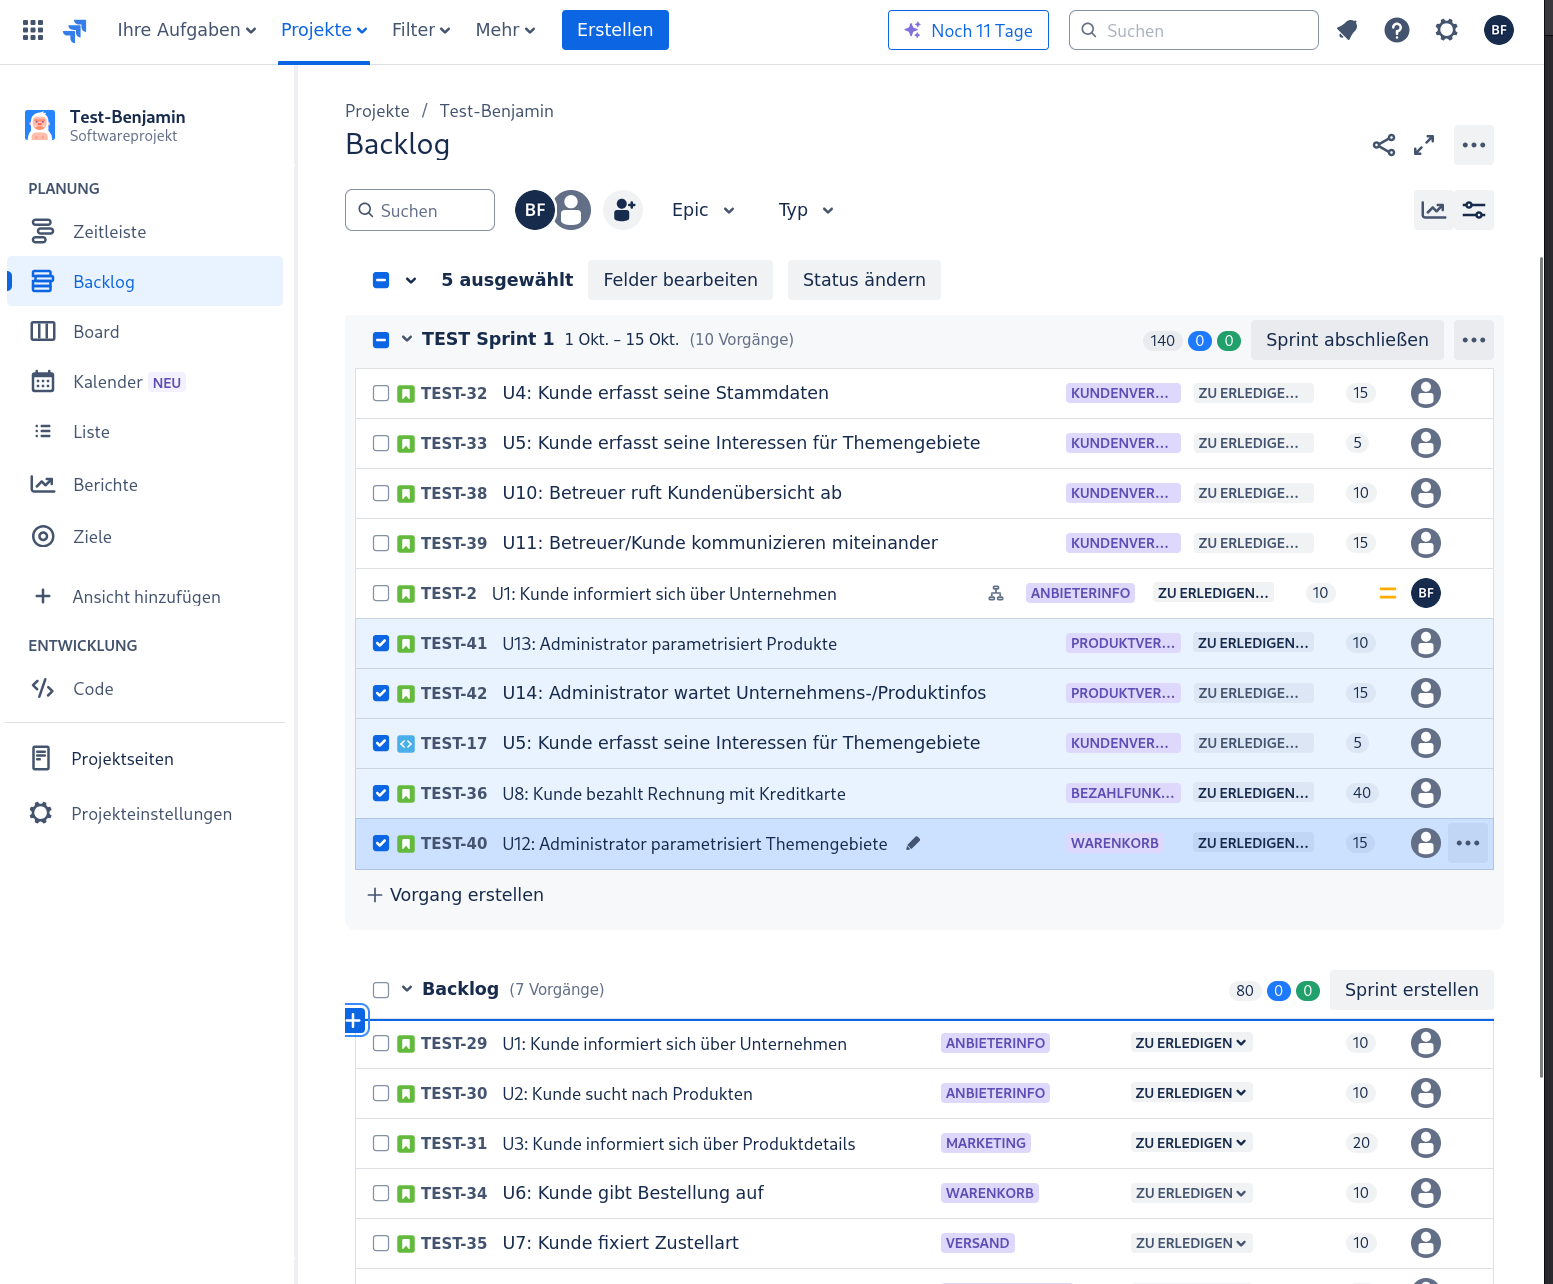 Ihre Aufgaben Projekte Filter Mehr Erstellen Noch 11 Tage Suchen BF
Test-Benjamin
Softwareprojekt
PLANUNG
Zeitleiste
Backlog
Board
Kalender NEU
Liste
Berichte
Ziele
Ansicht hinzufügen
ENTWICKLUNG
Code
Projektseiten
Projekteinstellungen
Projekte / Test-Benjamin
Backlog
Suchen BF Epic Typ
5 ausgewählt Felder bearbeiten Status ändern
TEST Sprint 1 1 Okt. – 15 Okt. (10 Vorgänge) 140 0 0 Sprint abschließen
TEST-32 U4: Kunde erfasst seine Stammdaten KUNDENVER… ZU ERLEDIGE… 15
TEST-33 U5: Kunde erfasst seine Interessen für Themengebiete KUNDENVER… ZU ERLEDIGE… 5
TEST-38 U10: Betreuer ruft Kundenübersicht ab KUNDENVER… ZU ERLEDIGE… 10
TEST-39 U11: Betreuer/Kunde kommunizieren miteinander KUNDENVER… ZU ERLEDIGE… 15
TEST-2 U1: Kunde informiert sich über Unternehmen ANBIETERINFO ZU ERLEDIGEN… 10 BF
TEST-41 U13: Administrator parametrisiert Produkte PRODUKTVER… ZU ERLEDIGEN… 10
TEST-42 U14: Administrator wartet Unternehmens-/Produktinfos PRODUKTVER… ZU ERLEDIGE… 15
TEST-17 U5: Kunde erfasst seine Interessen für Themengebiete KUNDENVER… ZU ERLEDIGE… 5
TEST-36 U8: Kunde bezahlt Rechnung mit Kreditkarte BEZAHLFUNK… ZU ERLEDIGEN… 40
TEST-40 U12: Administrator parametrisiert Themengebiete WARENKORB ZU ERLEDIGEN… 15
Vorgang erstellen
Backlog (7 Vorgänge) 80 0 0 Sprint erstellen
TEST-29 U1: Kunde informiert sich über Unternehmen ANBIETERINFO ZU ERLEDIGEN 10
TEST-30 U2: Kunde sucht nach Produkten ANBIETERINFO ZU ERLEDIGEN 10
TEST-31 U3: Kunde informiert sich über Produktdetails MARKETING ZU ERLEDIGEN 20
TEST-34 U6: Kunde gibt Bestellung auf WARENKORB ZU ERLEDIGEN 10
TEST-35 U7: Kunde fixiert Zustellart VERSAND ZU ERLEDIGEN 10